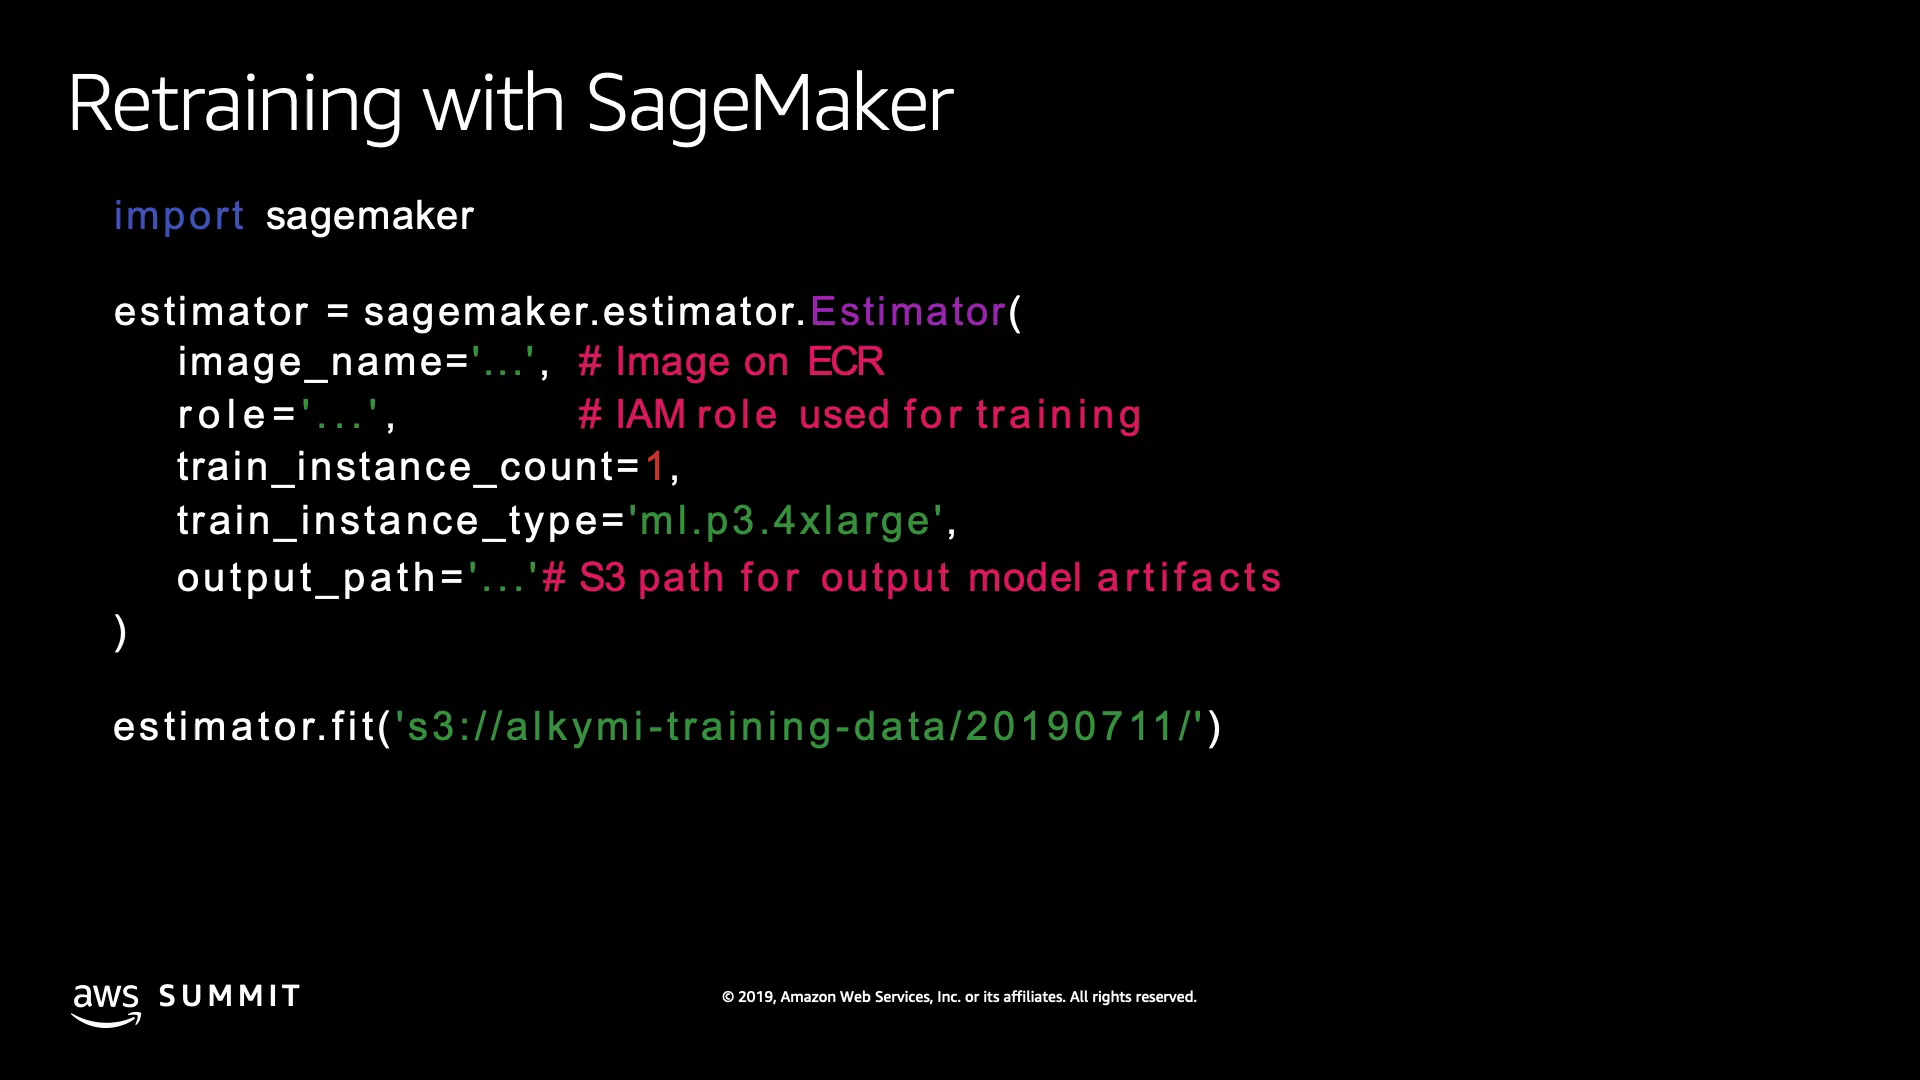 Retraining with SageMaker
import sagemaker
estimator = sagemaker.estimator.Estimator(
image_name='...', # Image on ECR
role='...', # IAM role used for training
train_instance_count=1,
train_instance_type='ml.p3.4xlarge',
output_path='...'# S3 path for output model artifacts
)
estimator.fit('s3://alkymi-training-data/20190711/')
aws SUMMIT
© 2019, Amazon Web Services, Inc. or its affiliates. All rights reserved.